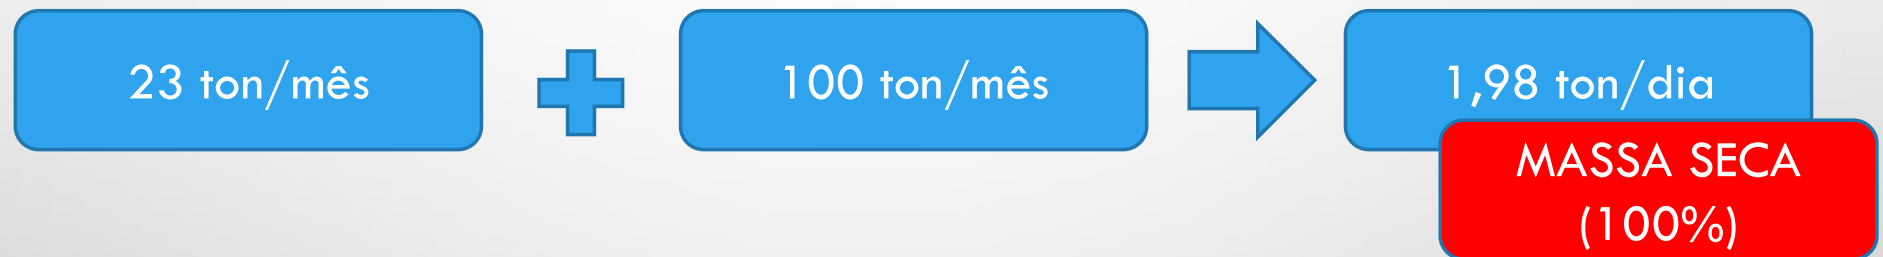 23 ton/mês
100 ton/mês
1,98 ton/dia
MASSA SECA
(100%)